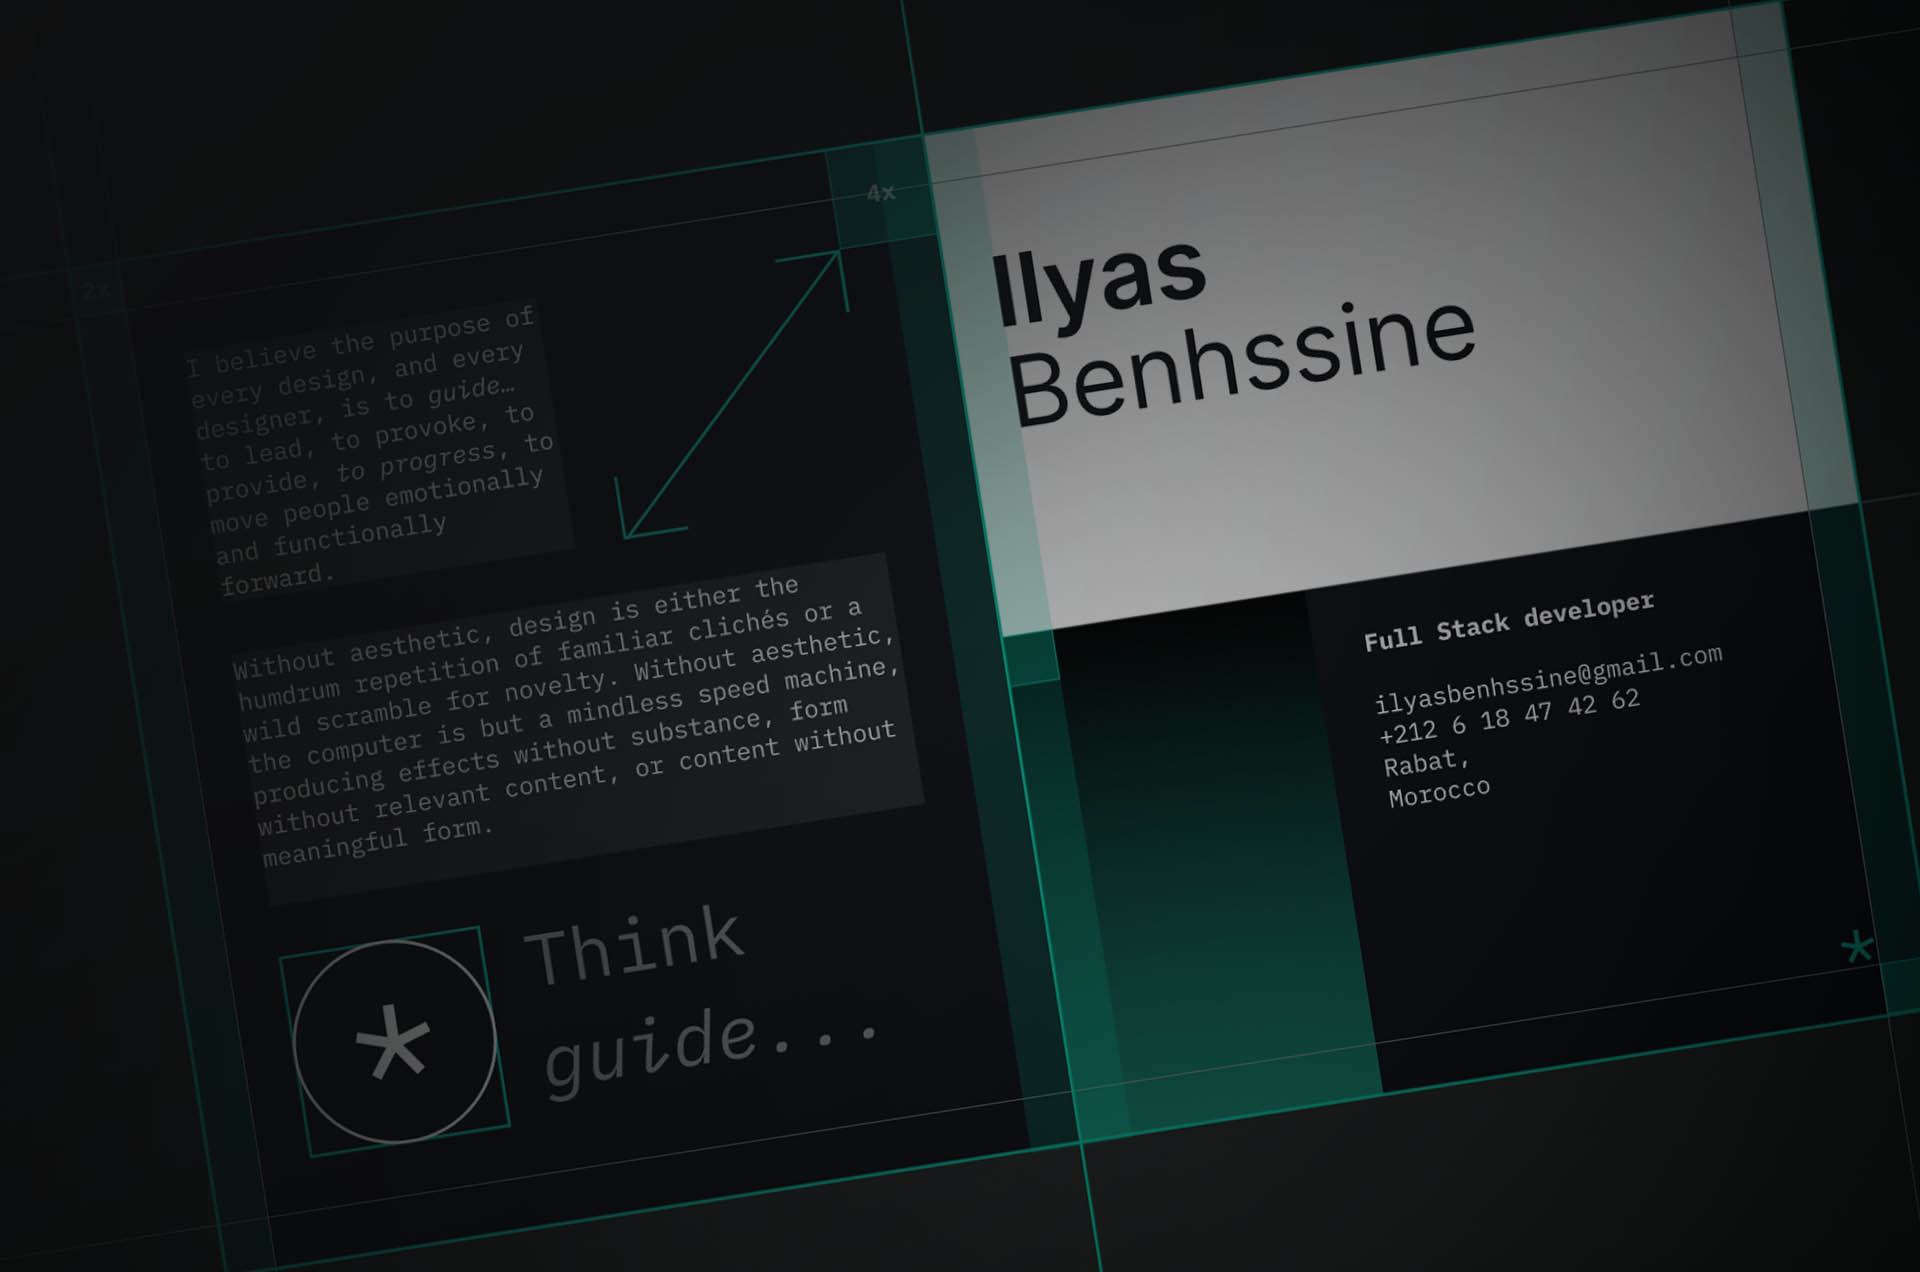 2x
4x
I believe the purpose of
every design, and every
designer, is to guide…
to lead, to provoke, to
provide, to progress, to
move people emotionally
and functionally
forward.
Without aesthetic, design is either the
humdrum repetition of familiar clichés or a
wild scramble for novelty. Without aesthetic,
the computer is but a mindless speed machine,
producing effects without substance, form
without relevant content, or content without
meaningful form.
*
Think
guide...
Ilyas
Benhssine
Full Stack developer
ilyasbenhssine@gmail.com
+212 6 18 47 42 62
Rabat,
Morocco
*